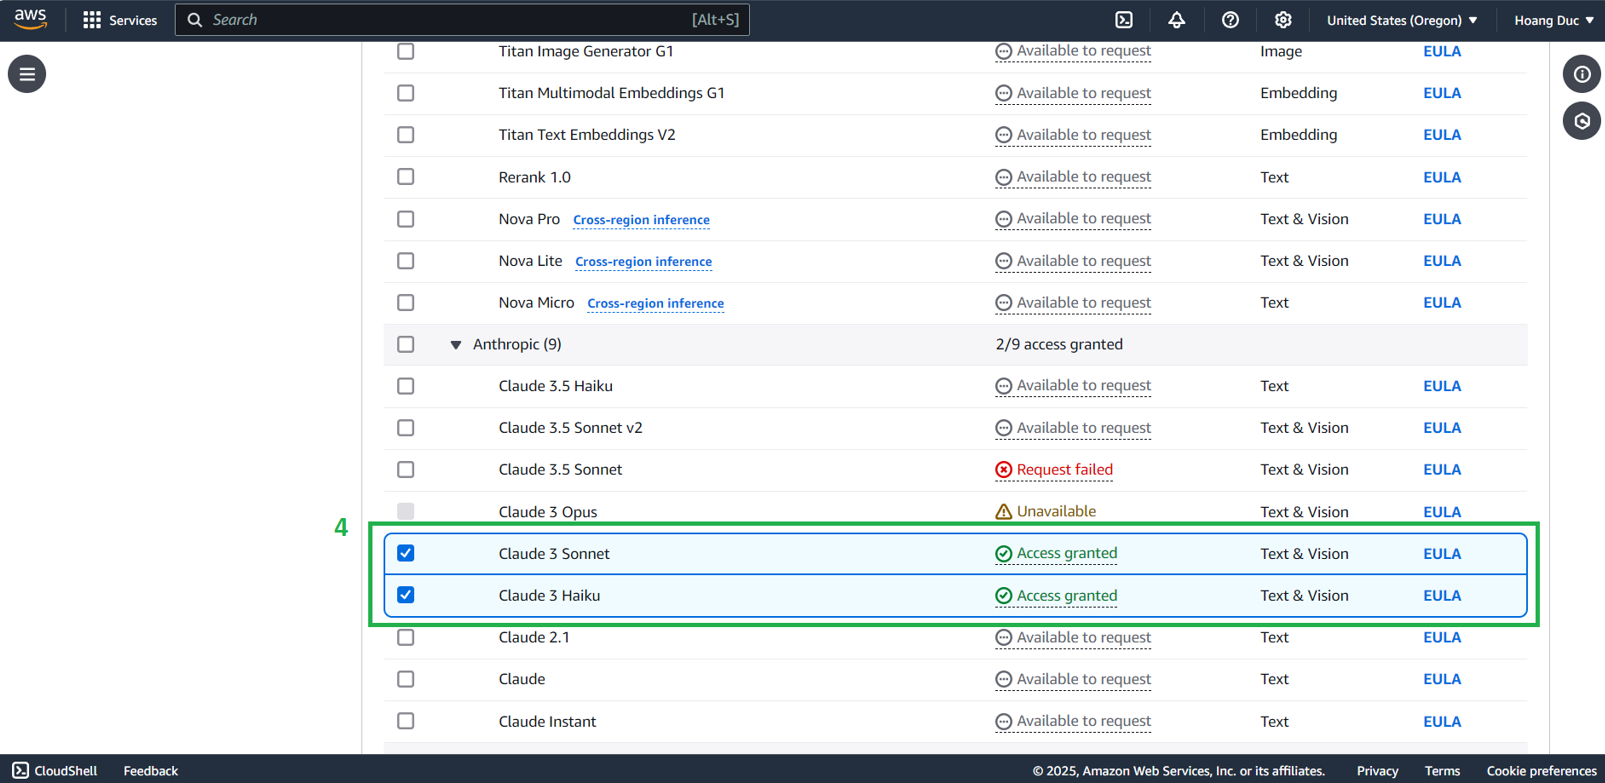 aws Services Search [Alt+S] United States (Oregon) Hoang Duc
Titan Image Generator G1 Available to request Image EULA
Titan Multimodal Embeddings G1 Available to request Embedding EULA
Titan Text Embeddings V2 Available to request Embedding EULA
Rerank 1.0 Available to request Text EULA
Nova Pro Cross-region inference Available to request Text & Vision EULA
Nova Lite Cross-region inference Available to request Text & Vision EULA
Nova Micro Cross-region inference Available to request Text EULA
Anthropic (9) 2/9 access granted
Claude 3.5 Haiku Available to request Text EULA
Claude 3.5 Sonnet v2 Available to request Text & Vision EULA
Claude 3.5 Sonnet Request failed Text & Vision EULA
Claude 3 Opus Unavailable Text & Vision EULA
4
Claude 3 Sonnet Access granted Text & Vision EULA
Claude 3 Haiku Access granted Text & Vision EULA
Claude 2.1 Available to request Text EULA
Claude Available to request Text EULA
Claude Instant Available to request Text EULA
CloudShell Feedback © 2025, Amazon Web Services, Inc. or its affiliates. Privacy Terms Cookie preferences